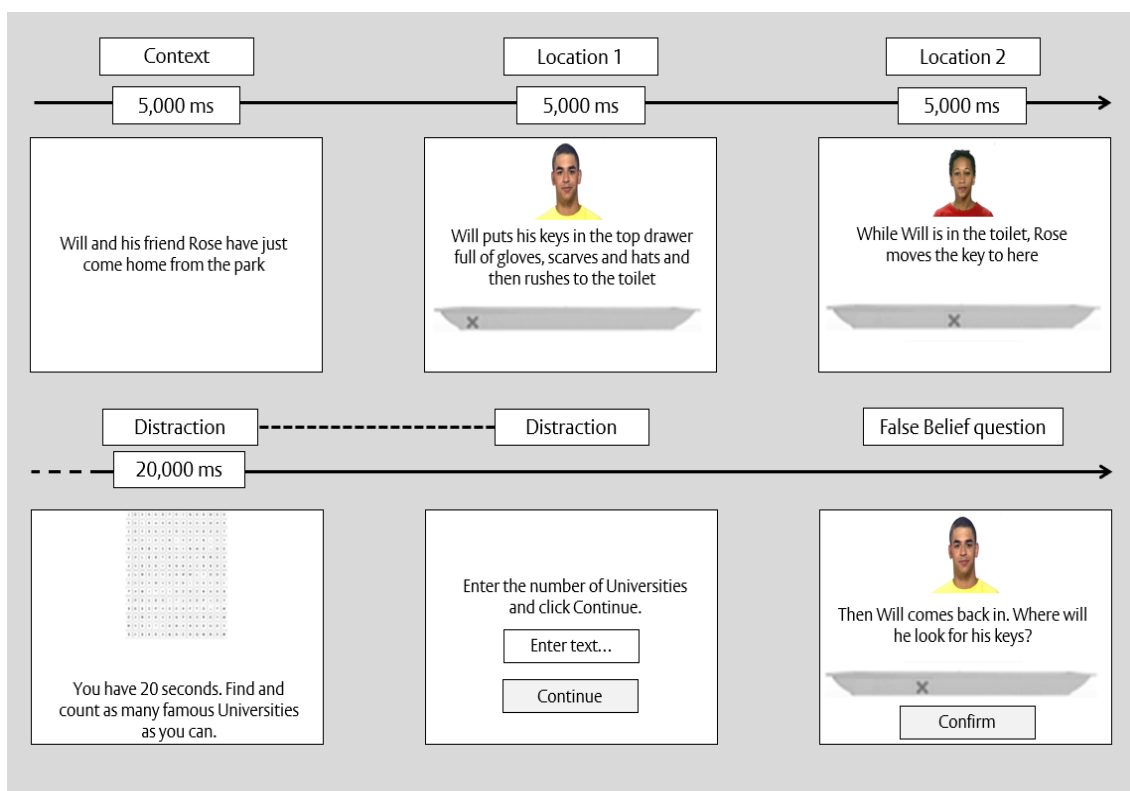 Context
Location 1
Location 2
5,000 ms
5,000 ms
5,000 ms
Will and his friend Rose have just
come home from the park
Will puts his keys in the top drawer
full of gloves, scarves and hats and
then rushes to the toilet
While Will is in the toilet, Rose
moves the key to here
Distraction
Distraction
False Belief question
20,000 ms
You have 20 seconds. Find and
count as many famous Universities
as you can.
Enter the number of Universities
and click Continue.
Enter text...
Continue
Then Will comes back in. Where will
he look for his keys?
Confirm